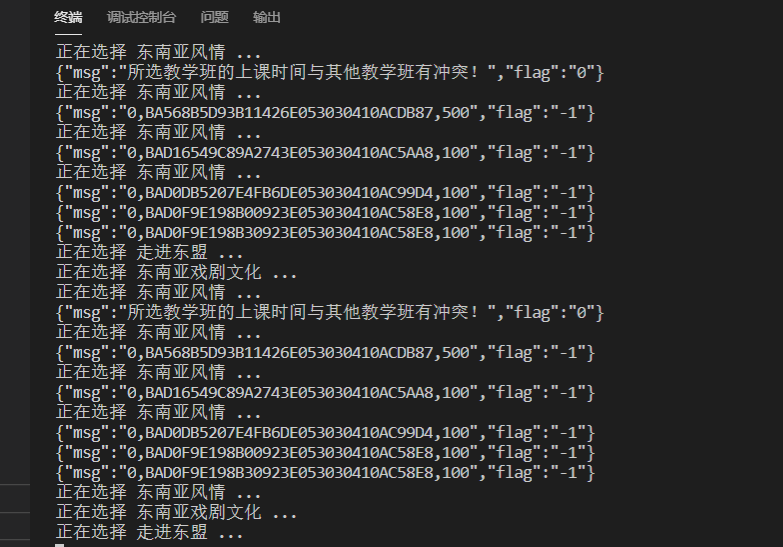 终端 调试控制台 问题 输出
正在选择 东南亚风情 ...
{"msg":"所选教学班的上课时间与其他教学班有冲突！","flag":"0"}
正在选择 东南亚风情 ...
{"msg":"0,BA568B5D93B11426E053030410ACDB87,500","flag":"-1"}
正在选择 东南亚风情 ...
{"msg":"0,BAD16549C89A2743E053030410AC5AA8,100","flag":"-1"}
正在选择 东南亚风情 ...
{"msg":"0,BAD0DB5207E4FB6DE053030410AC99D4,100","flag":"-1"}
{"msg":"0,BAD0F9E198B00923E053030410AC58E8,100","flag":"-1"}
{"msg":"0,BAD0F9E198B30923E053030410AC58E8,100","flag":"-1"}
正在选择 走进东盟 ...
正在选择 东南亚戏剧文化 ...
正在选择 东南亚风情 ...
{"msg":"所选教学班的上课时间与其他教学班有冲突！","flag":"0"}
正在选择 东南亚风情 ...
{"msg":"0,BA568B5D93B11426E053030410ACDB87,500","flag":"-1"}
正在选择 东南亚风情 ...
{"msg":"0,BAD16549C89A2743E053030410AC5AA8,100","flag":"-1"}
正在选择 东南亚风情 ...
{"msg":"0,BAD0DB5207E4FB6DE053030410AC99D4,100","flag":"-1"}
{"msg":"0,BAD0F9E198B00923E053030410AC58E8,100","flag":"-1"}
{"msg":"0,BAD0F9E198B30923E053030410AC58E8,100","flag":"-1"}
正在选择 东南亚风情 ...
正在选择 东南亚戏剧文化 ...
正在选择 走进东盟 ...